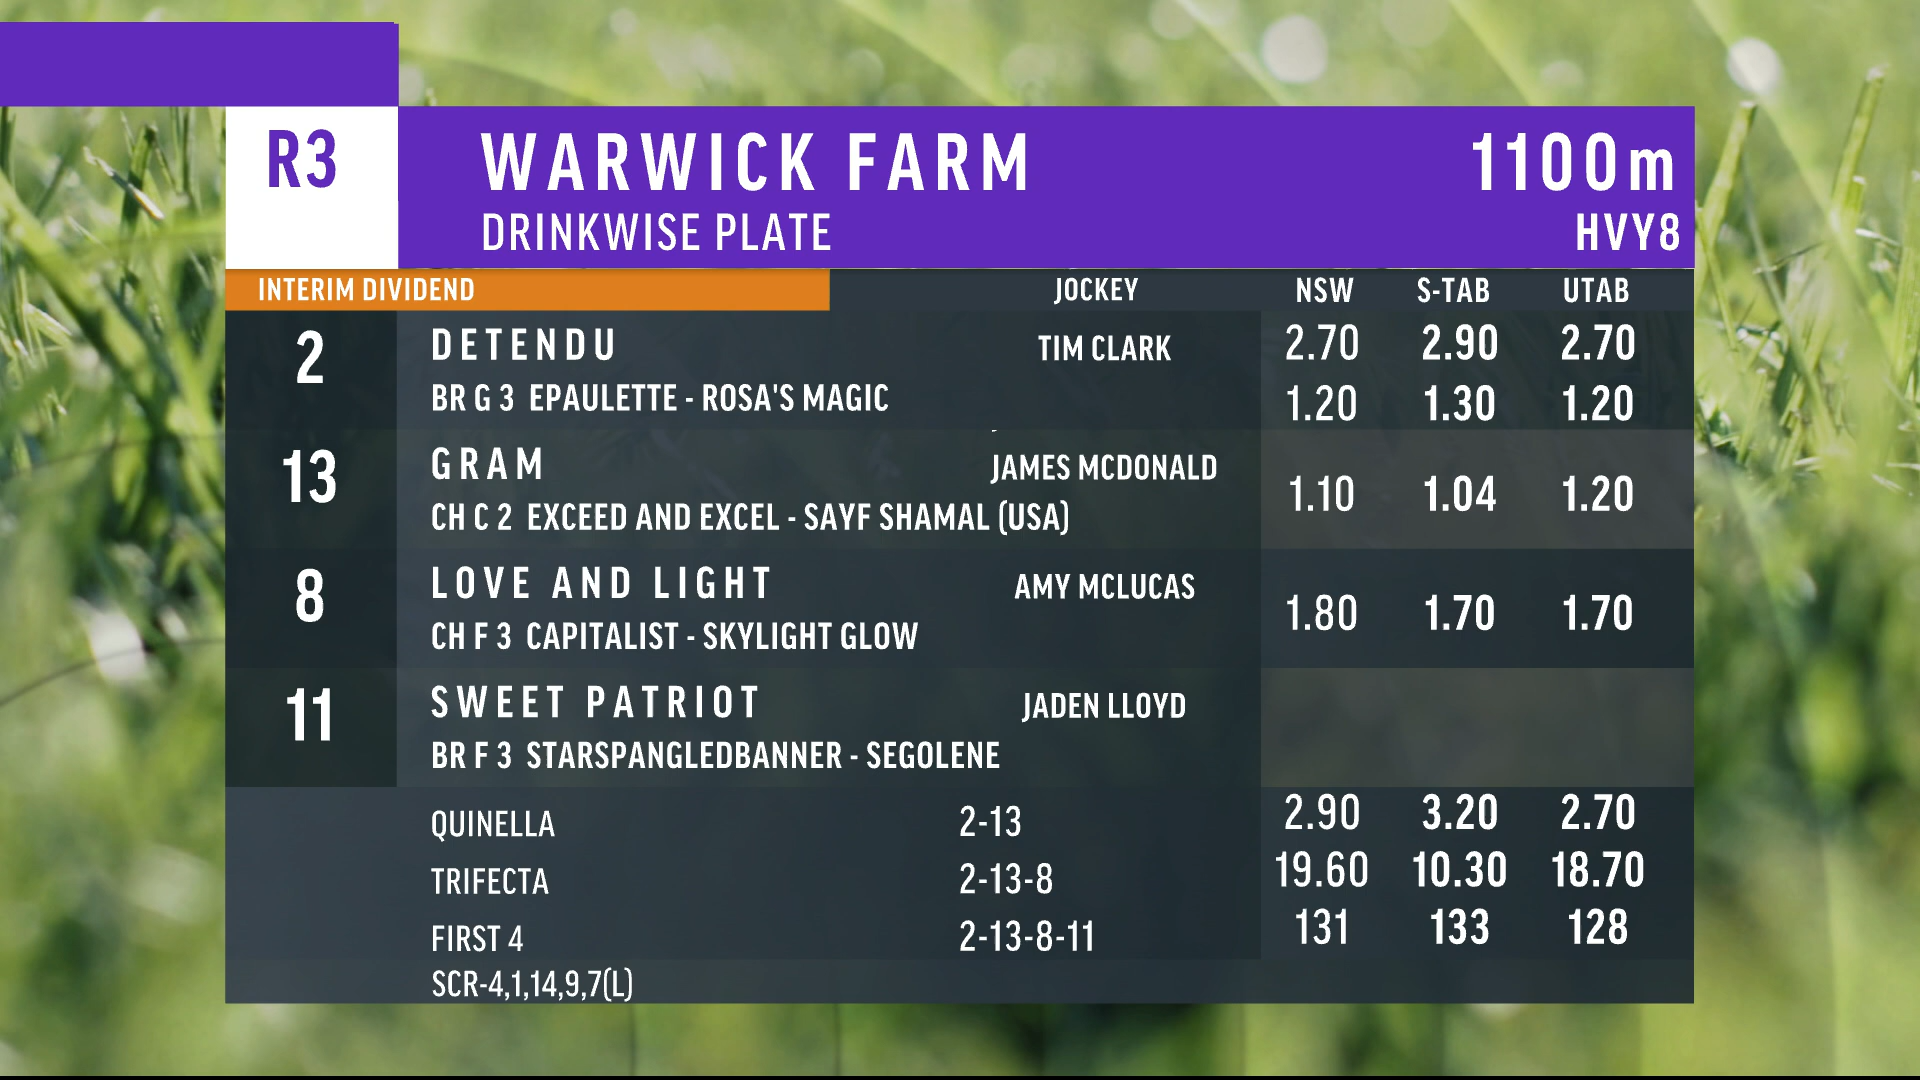 R3
WARWICK FARM 1100m
DRINKWISE PLATE HVY8
INTERIM DIVIDEND JOCKEY NSW S-TAB UTAB
2 DETENDU TIM CLARK 2.70 2.90 2.70
BR G 3 EPAULETTE - ROSA'S MAGIC 1.20 1.30 1.20
13 GRAM JAMES MCDONALD 1.10 1.04 1.20
CH C 2 EXCEED AND EXCEL - SAYF SHAMAL (USA)
8 LOVE AND LIGHT AMY MCLUCAS 1.80 1.70 1.70
CH F 3 CAPITALIST - SKYLIGHT GLOW
11 SWEET PATRIOT JADEN LLOYD
BR F 3 STARSPANGLEDBANNER - SEGOLENE
QUINELLA 2-13 2.90 3.20 2.70
TRIFECTA 2-13-8 19.60 10.30 18.70
FIRST 4 2-13-8-11 131 133 128
SCR-4,1,14,9,7(L)